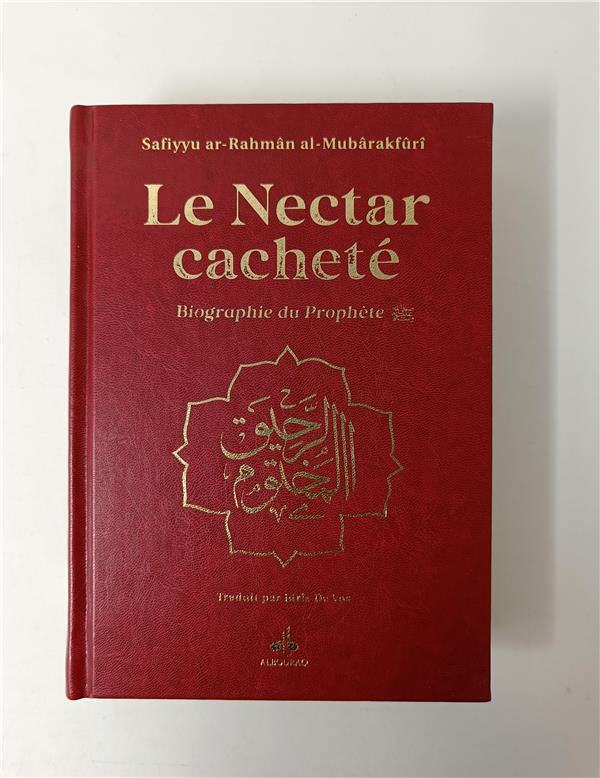 Safiyyu ar-Rahmân al-Mubârakfûrî
Le Nectar
cacheté
Biographie du Prophète ﷺ
الرحيق
المختوم
Traduit par Idris De Vos
ALBOURAQ